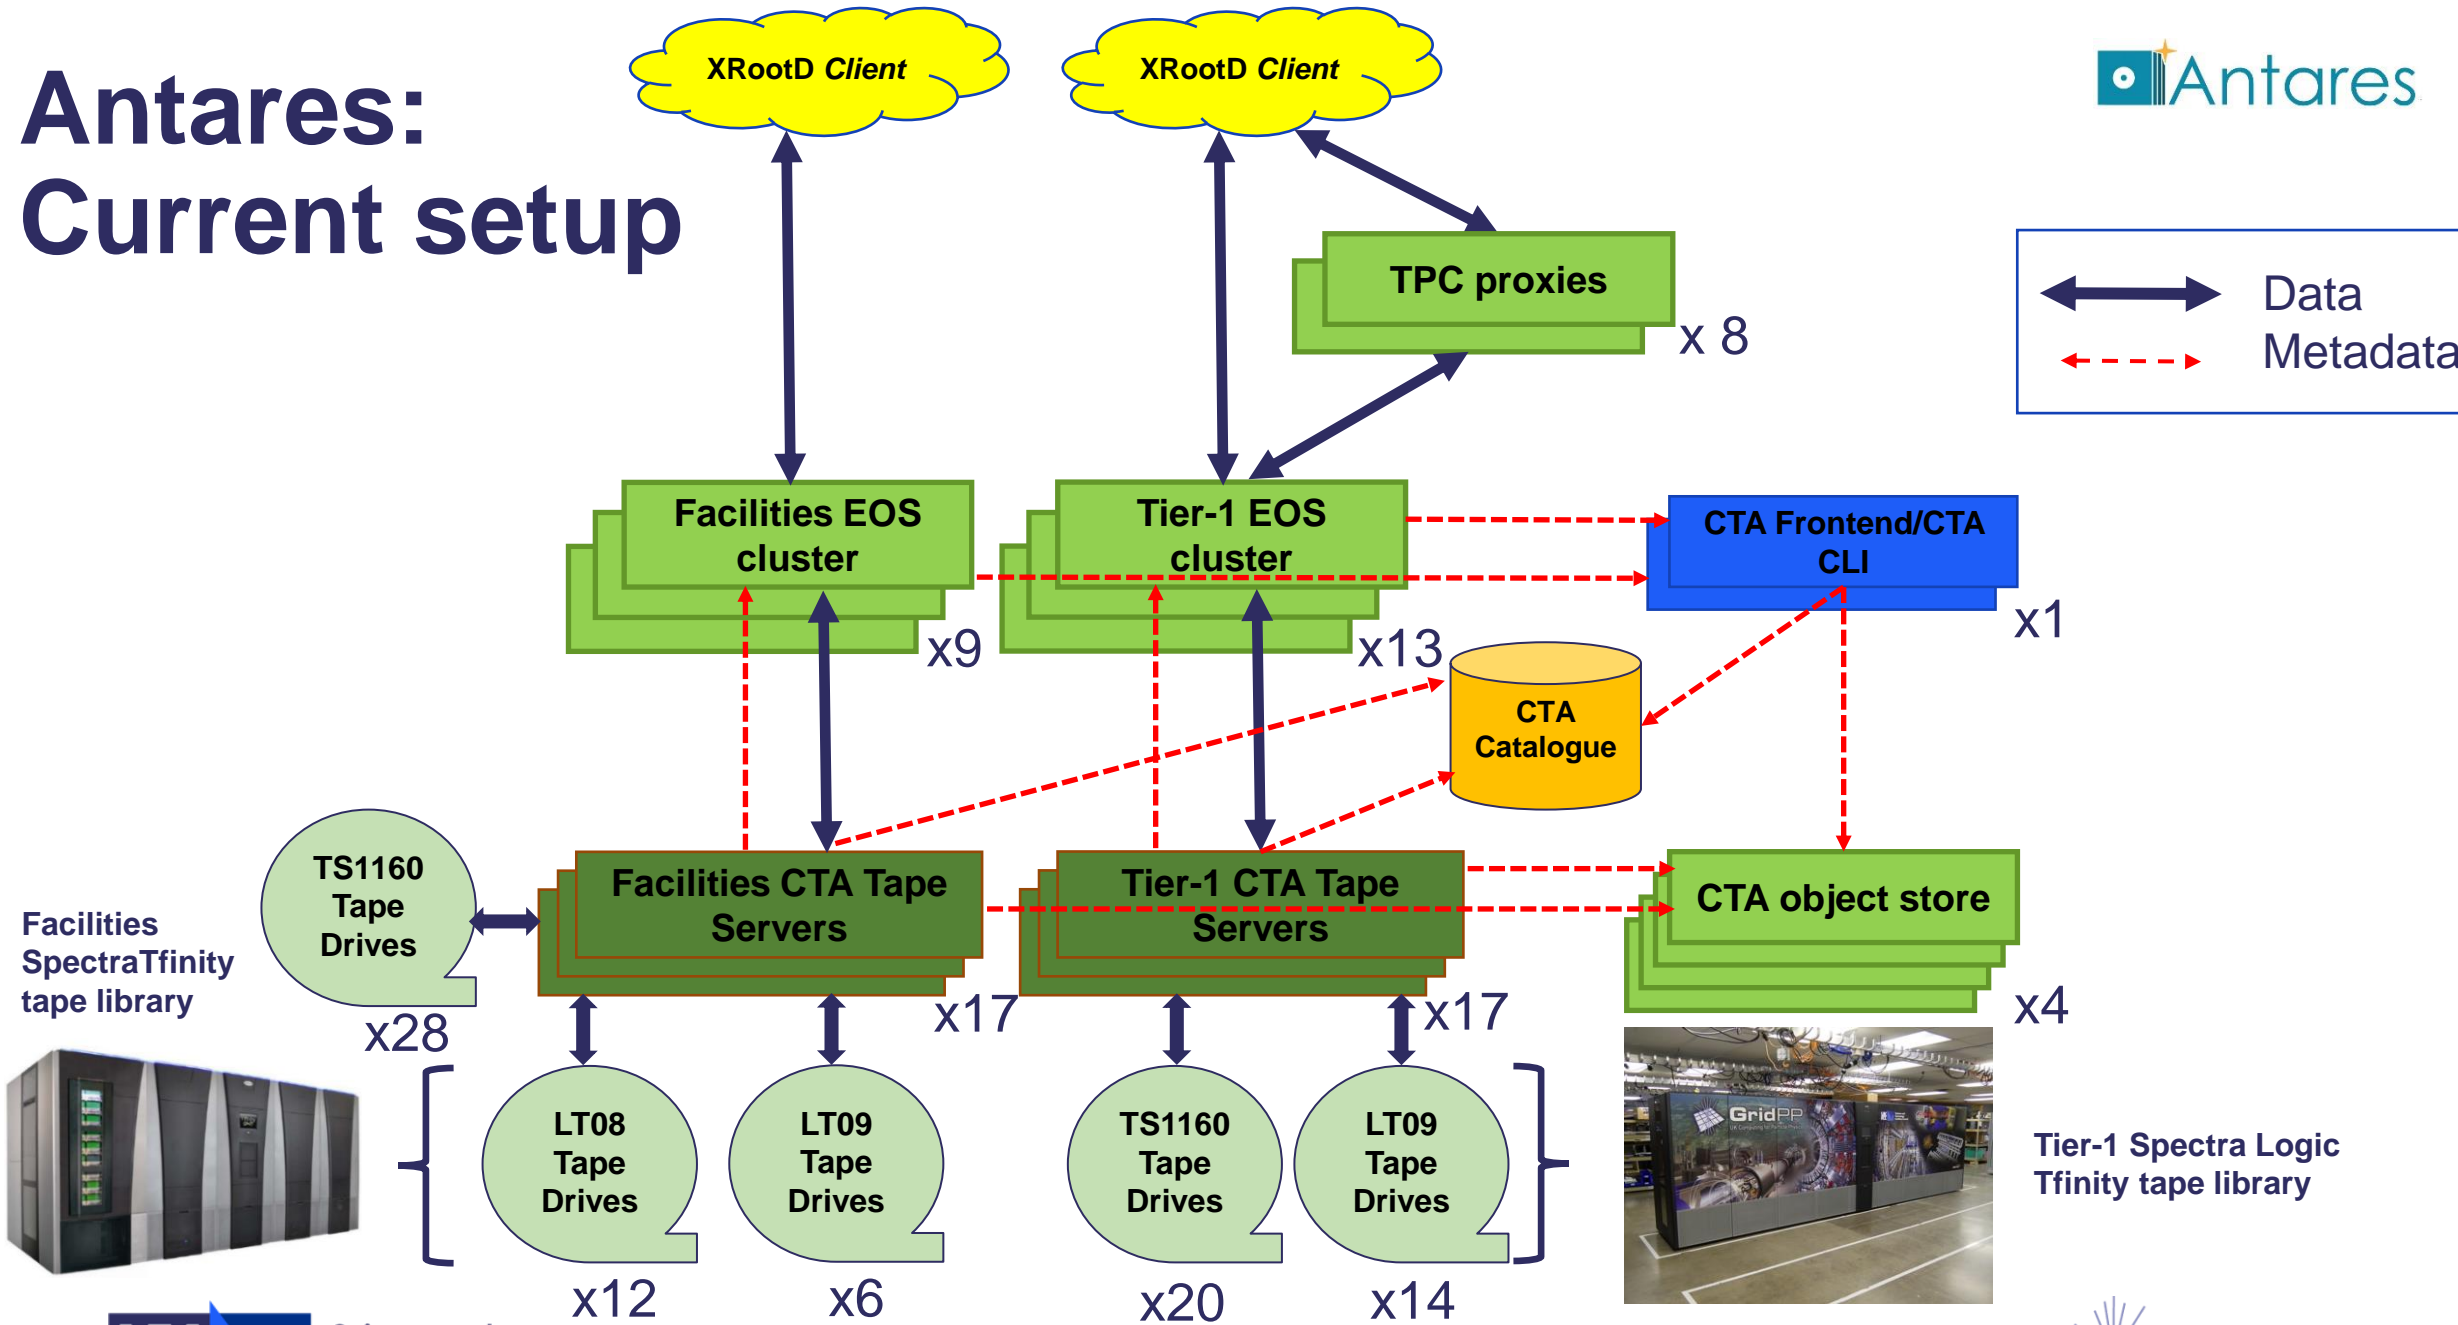 Antares:
Current setup
XRootD Client
XRootD Client
Antares
TPC proxies
x 8
Data
Metadata
Facilities EOS
cluster
x9
Tier-1 EOS
cluster
x13
CTA Frontend/CTA
CLI
x1
CTA
Catalogue
TS1160
Tape
Drives
x28
Facilities
SpectraTfinity
tape library
Facilities CTA Tape
Servers
x17
Tier-1 CTA Tape
Servers
x17
CTA object store
x4
LT08
Tape
Drives
x12
LT09
Tape
Drives
x6
TS1160
Tape
Drives
x20
LT09
Tape
Drives
x14
GridPP
Tier-1 Spectra Logic
Tfinity tape library